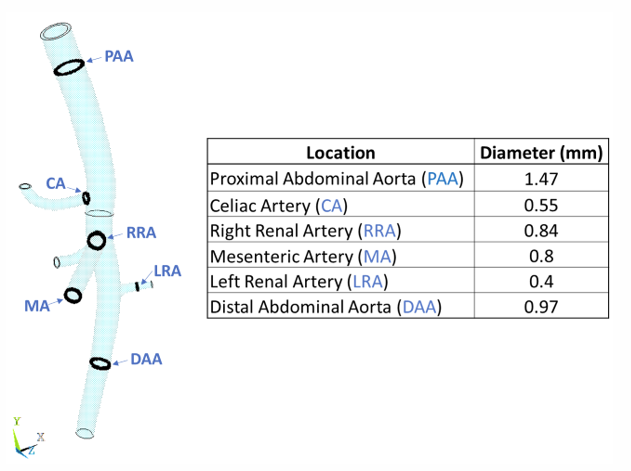 PAA
CA
RRA
LRA
MA
DAA
Y
X
Z
Location Diameter (mm)
Proximal Abdominal Aorta (PAA) 1.47
Celiac Artery (CA) 0.55
Right Renal Artery (RRA) 0.84
Mesenteric Artery (MA) 0.8
Left Renal Artery (LRA) 0.4
Distal Abdominal Aorta (DAA) 0.97